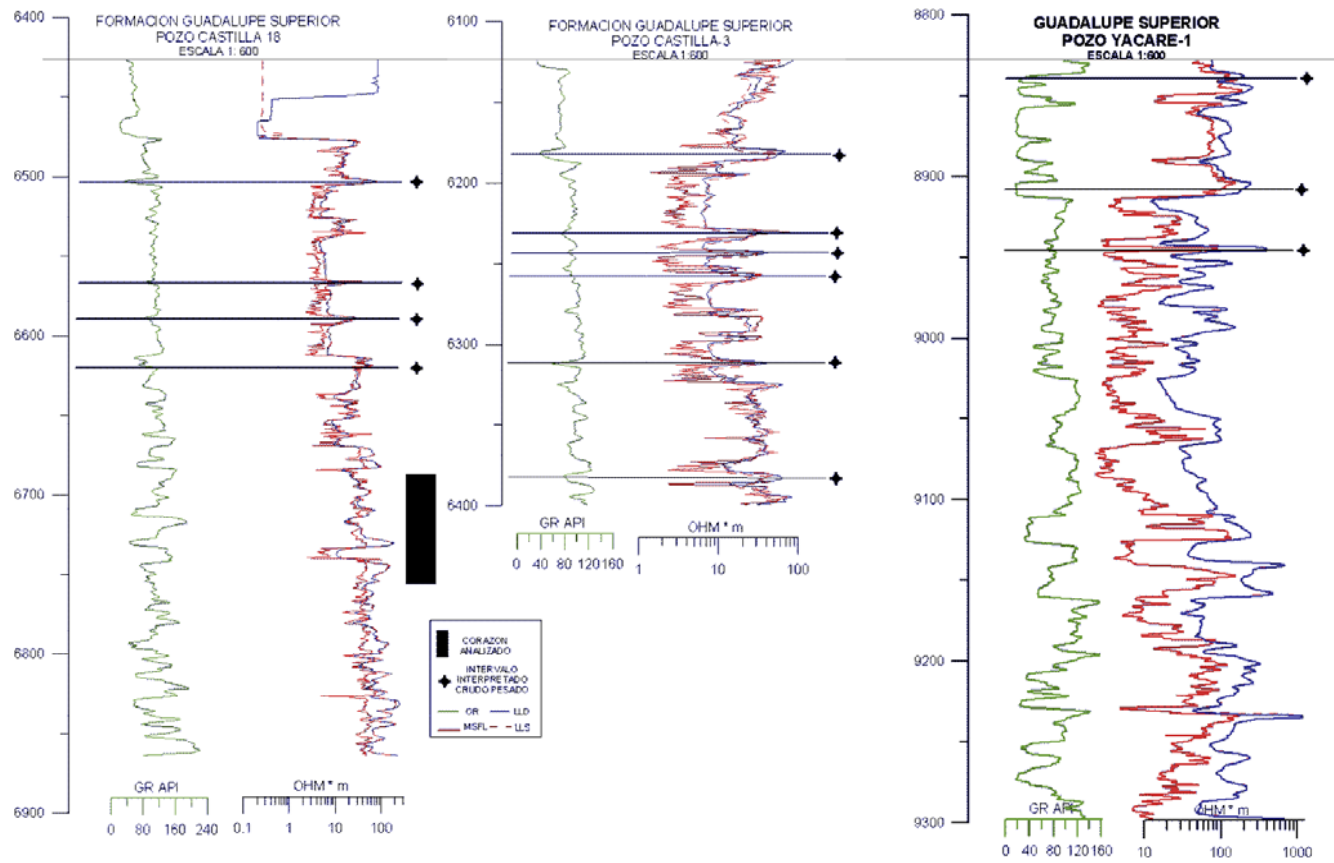 FORMACION GUADALUPE SUPERIOR
POZO CASTILLA 18
ESCALA 1: 600
6400
6500
6600
6700
6800
6900
GR API
0 80 160 240
OHM * m
0.1 1 10 100
FORMACION GUADALUPE SUPERIOR
POZO CASTILLA-3
ESCALA 1:600
6100
6200
6300
6400
GR API
0 40 80 120 160
OHM * m
1 10 100
CORAZON
ANALIZADO
INTERVALO
INTERPRETADO
CRUDO PESADO
GR LLD
MSFL LLS
GUADALUPE SUPERIOR
POZO YACARE-1
ESCALA 1:600
8800
8900
9000
9100
9200
9300
GR API
0 40 80 120 160
OHM * m
10 100 1000